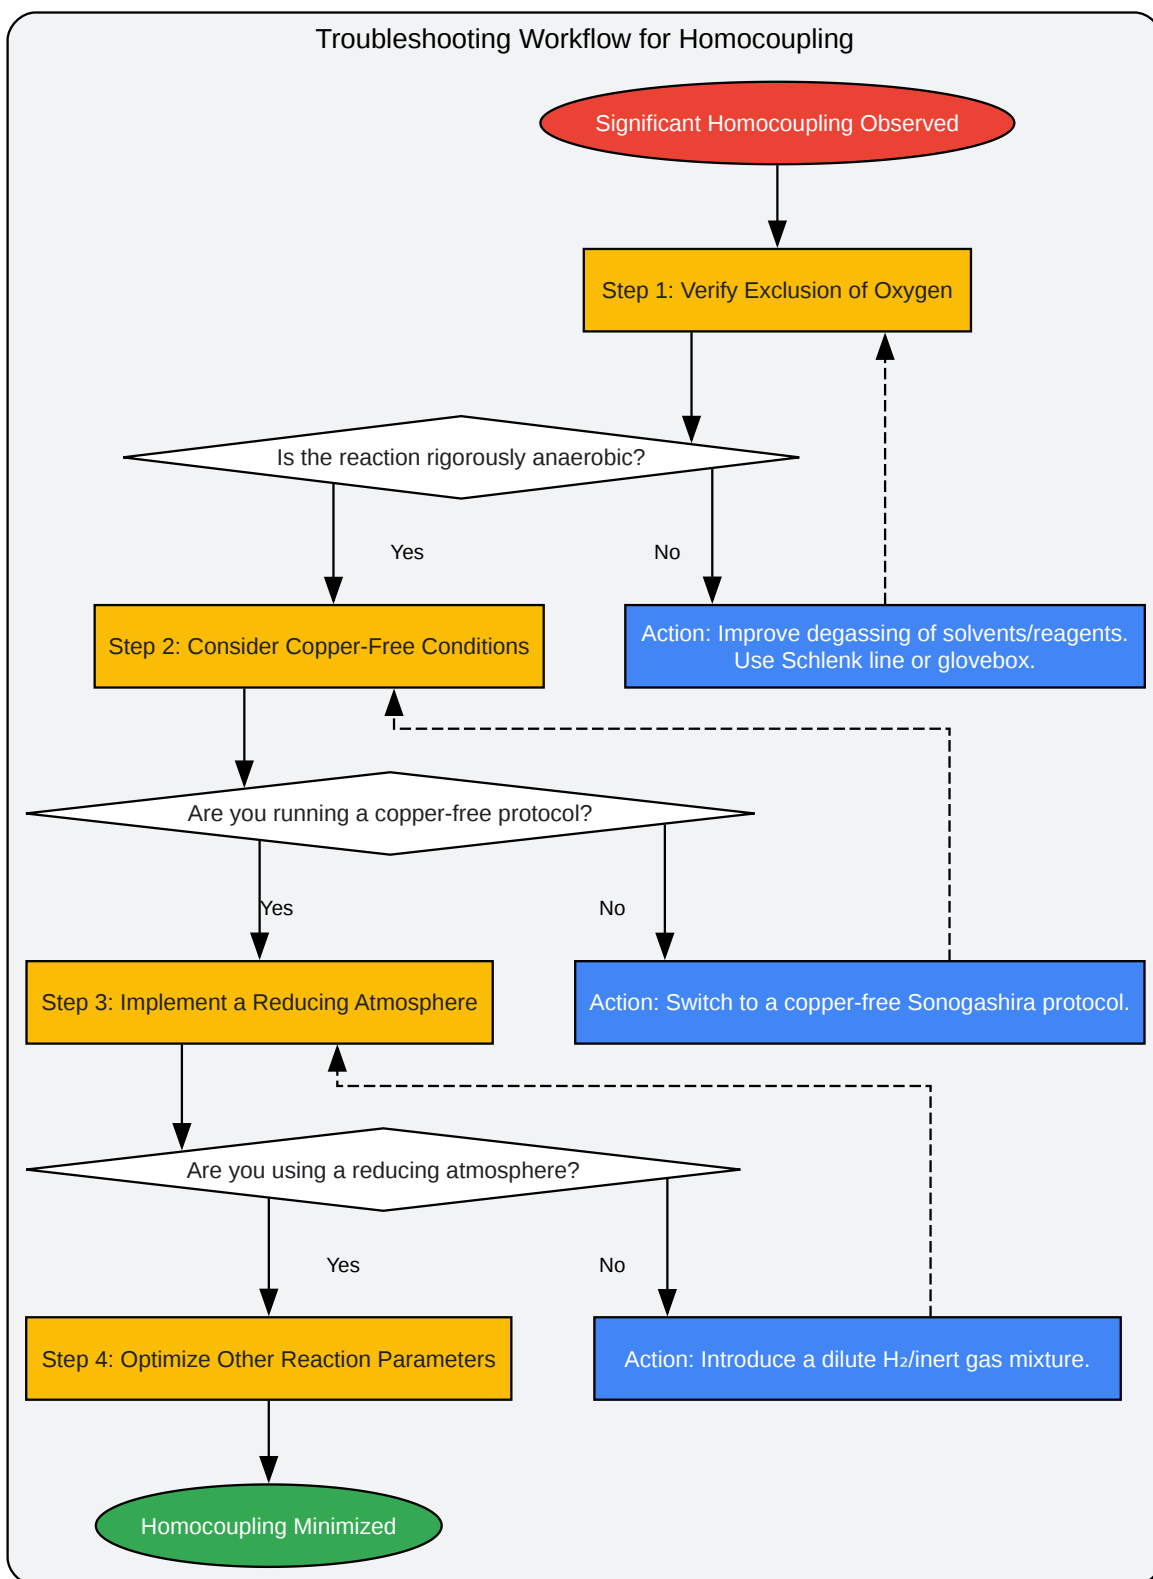 Troubleshooting Workflow for Homocoupling
Significant Homocoupling Observed
Step 1: Verify Exclusion of Oxygen
Is the reaction rigorously anaerobic?
Yes
No
Step 2: Consider Copper-Free Conditions
Action: Improve degassing of solvents/reagents.
Use Schlenk line or glovebox.
Are you running a copper-free protocol?
Yes
No
Step 3: Implement a Reducing Atmosphere
Action: Switch to a copper-free Sonogashira protocol.
Are you using a reducing atmosphere?
Yes
No
Step 4: Optimize Other Reaction Parameters
Action: Introduce a dilute H₂/inert gas mixture.
Homocoupling Minimized